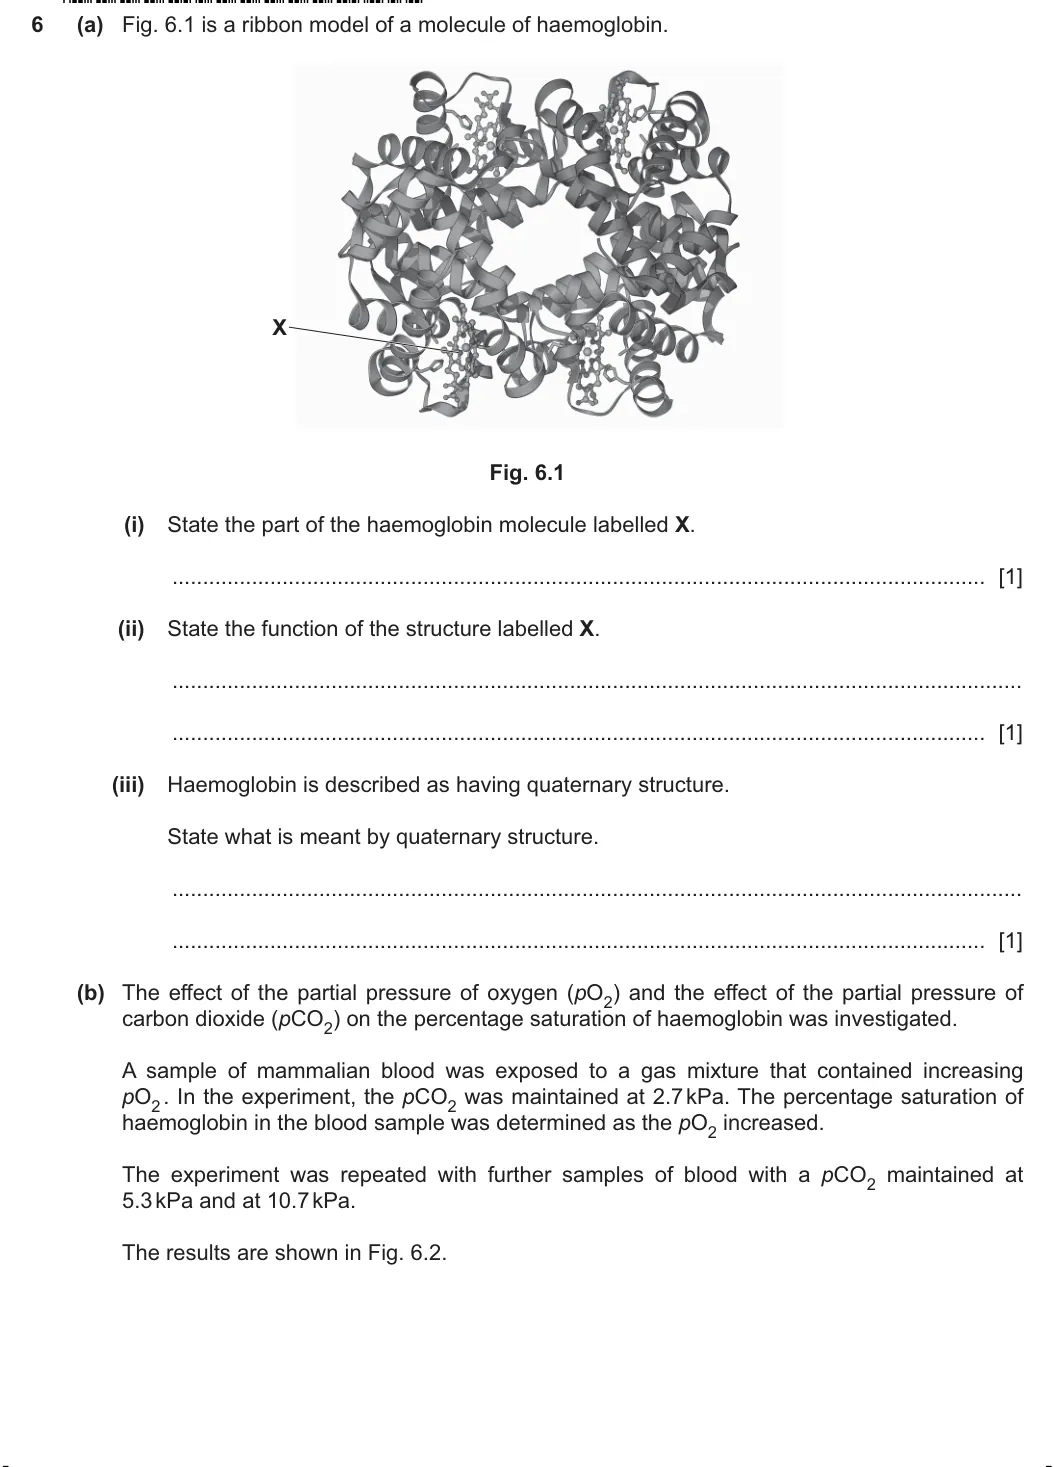 6 (a) Fig. 6.1 is a ribbon model of a molecule of haemoglobin.
X
Fig. 6.1
(i) State the part of the haemoglobin molecule labelled X.
.......................................................................................................................................... [1]
(ii) State the function of the structure labelled X.
................................................................................................................................................
.......................................................................................................................................... [1]
(iii) Haemoglobin is described as having quaternary structure.
State what is meant by quaternary structure.
................................................................................................................................................
.......................................................................................................................................... [1]
(b) The effect of the partial pressure of oxygen (pO₂) and the effect of the partial pressure of
carbon dioxide (pCO₂) on the percentage saturation of haemoglobin was investigated.
A sample of mammalian blood was exposed to a gas mixture that contained increasing
pO₂. In the experiment, the pCO₂ was maintained at 2.7 kPa. The percentage saturation of
haemoglobin in the blood sample was determined as the pO₂ increased.
The experiment was repeated with further samples of blood with a pCO₂ maintained at
5.3 kPa and at 10.7 kPa.
The results are shown in Fig. 6.2.